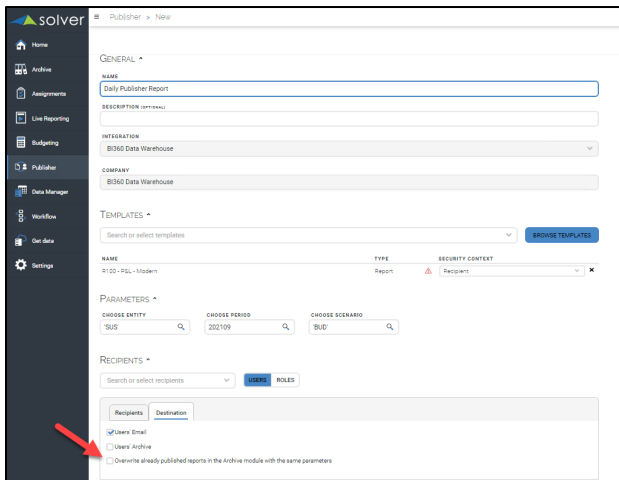 solver
Publisher > New
Home
Archive
Assignments
Live Reporting
Budgeting
Publisher
Data Manager
Workflow
Get data
Settings
GENERAL
NAME
Daily Publisher Report
DESCRIPTION (OPTIONAL)
INTEGRATION
BI360 Data Warehouse
COMPANY
BI360 Data Warehouse
TEMPLATES
Search or select templates
BROWSE TEMPLATES
NAME TYPE SECURITY CONTEXT
R100 - P&L - Modern Report Recipient
PARAMETERS
CHOOSE ENTITY CHOOSE PERIOD CHOOSE SCENARIO
'SUS' 202109 'BUD'
RECIPIENTS
Search or select recipients USERS ROLES
Recipients Destination
Users' Email
Users' Archive
Overwrite already published reports in the Archive module with the same parameters